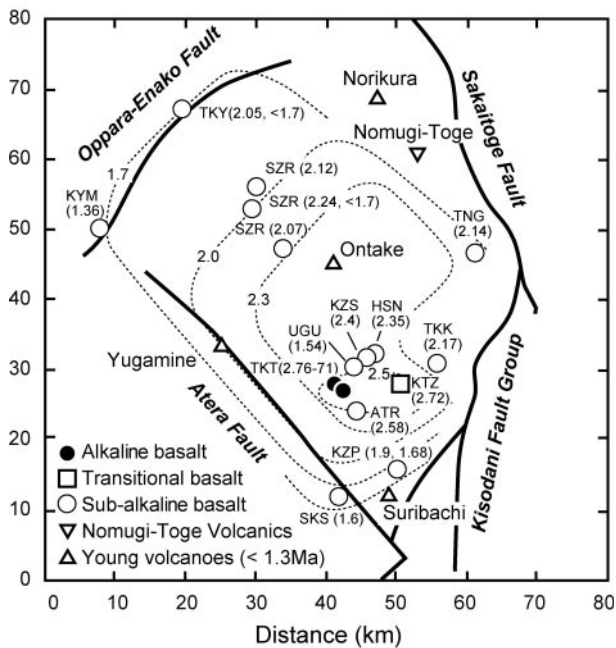 80
70
60
50
40
30
20
10
0
Oppara-Enako Fault
Norikura
Sakaitoge Fault
TKY(2.05, <1.7)
Nomugi-Toge
1.7
SZR (2.12)
KYM
(1.36)
SZR (2.24, <1.7)
TNG
(2.14)
SZR (2.07)
Ontake
2.0
2.3
KZS
(2.4)
HSN
(2.35)
UGU
(1.54)
TKK
(2.17)
Yugamine
TKT(2.76-71)
2.5
KTZ
(2.72)
Atera Fault
ATR
(2.58)
Kisodani Fault Group
KZP (1.9, 1.68)
SKS (1.6)
Suribachi
Alkaline basalt
Transitional basalt
Sub-alkaline basalt
Nomugi-Toge Volcanics
Young volcanoes (< 1.3Ma)
0 10 20 30 40 50 60 70 80
Distance (km)